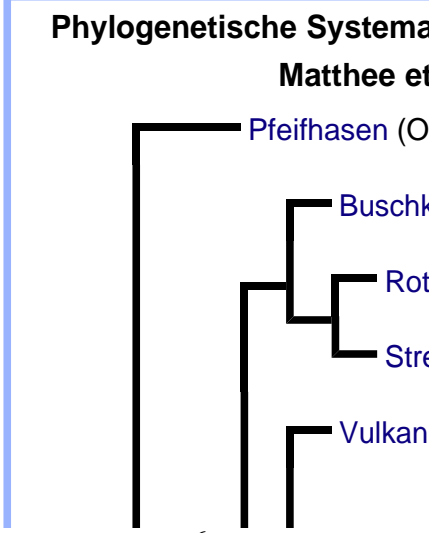 Phylogenetische Systema
Matthee et
Pfeifhasen (O
Buschk
Rot
Stre
Vulkan